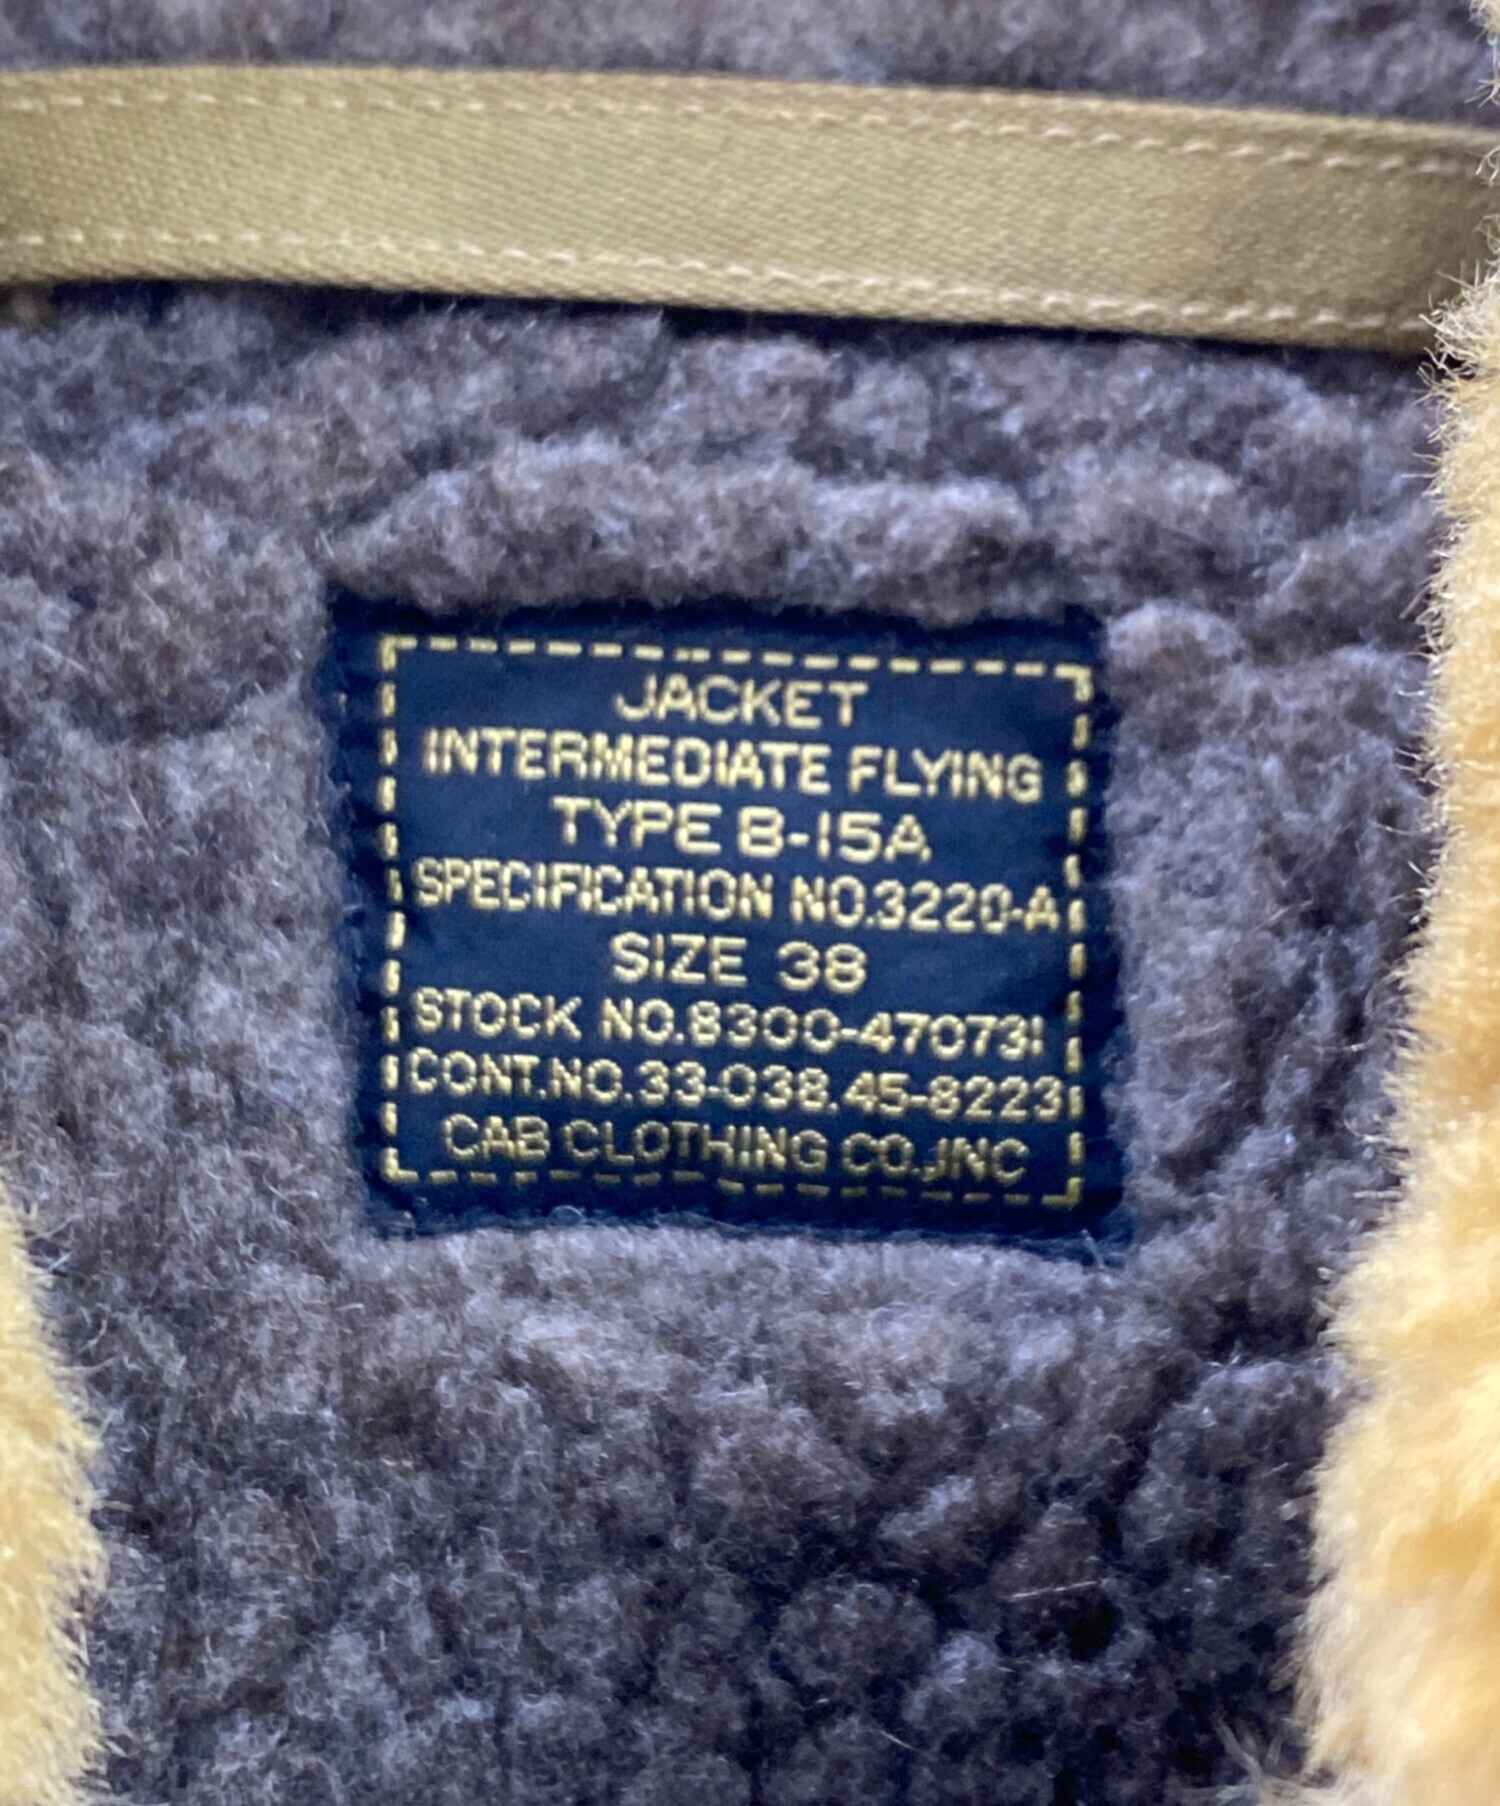 JACKET
INTERMEDIATE FLYING
TYPE B-15A
SPECIFICATION NO.3220-A
SIZE 38
STOCK NO.8300-470731
CONT.NO.33-038.45-8223
CAB CLOTHING CO.,INC